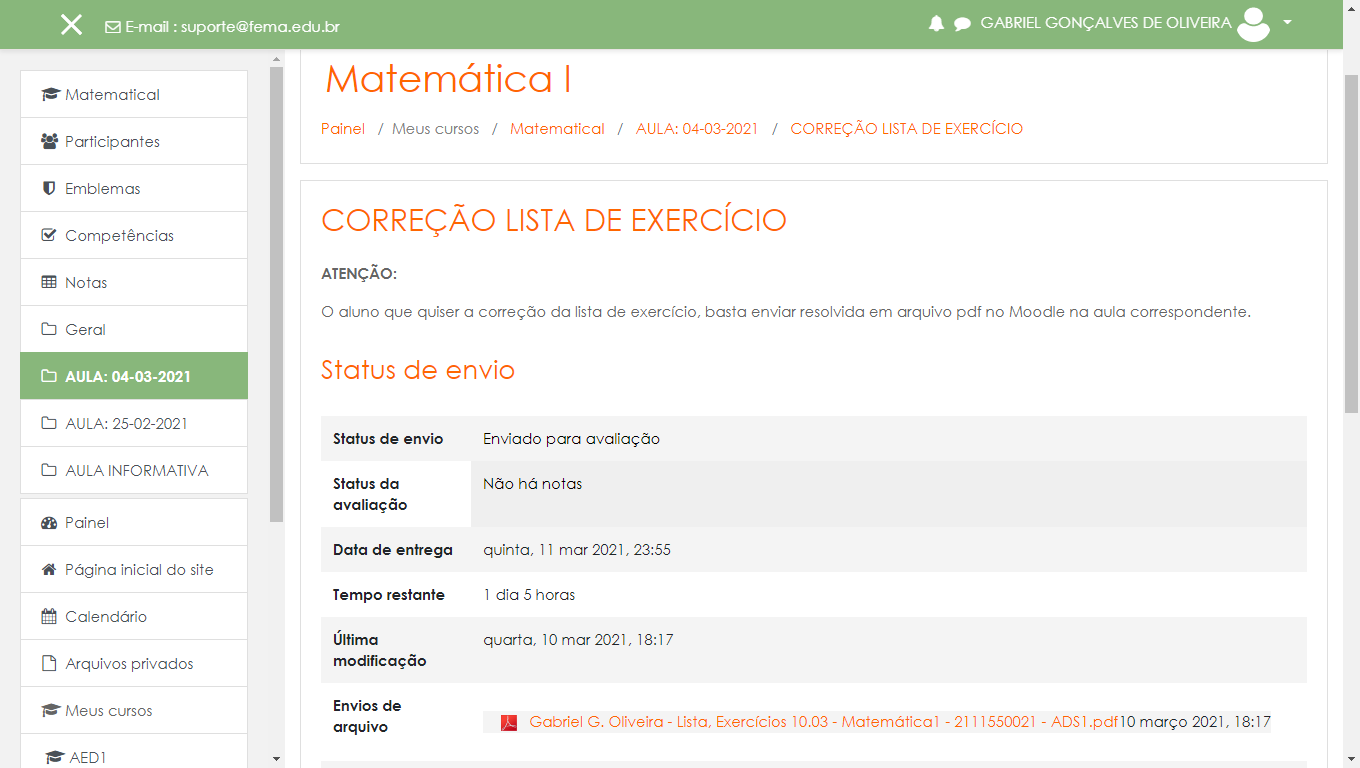 E-mail : suporte@fema.edu.br
GABRIEL GONÇALVES DE OLIVEIRA
Matematical
Participantes
Emblemas
Competências
Notas
Geral
AULA: 04-03-2021
AULA: 25-02-2021
AULA INFORMATIVA
Painel
Página inicial do site
Calendário
Arquivos privados
Meus cursos
AED1
Matemática I
Painel / Meus cursos / Matematical / AULA: 04-03-2021 / CORREÇÃO LISTA DE EXERCÍCIO
CORREÇÃO LISTA DE EXERCÍCIO
ATENÇÃO:
O aluno que quiser a correção da lista de exercício, basta enviar resolvida em arquivo pdf no Moodle na aula correspondente.
Status de envio
Status de envio Enviado para avaliação
Status da Não há notas
avaliação
Data de entrega quinta, 11 mar 2021, 23:55
Tempo restante 1 dia 5 horas
Última quarta, 10 mar 2021, 18:17
modificação
Envios de
arquivo Gabriel G. Oliveira - Lista, Exercícios 10.03 - Matemática1 - 2111550021 - ADS1.pdf10 março 2021, 18:17